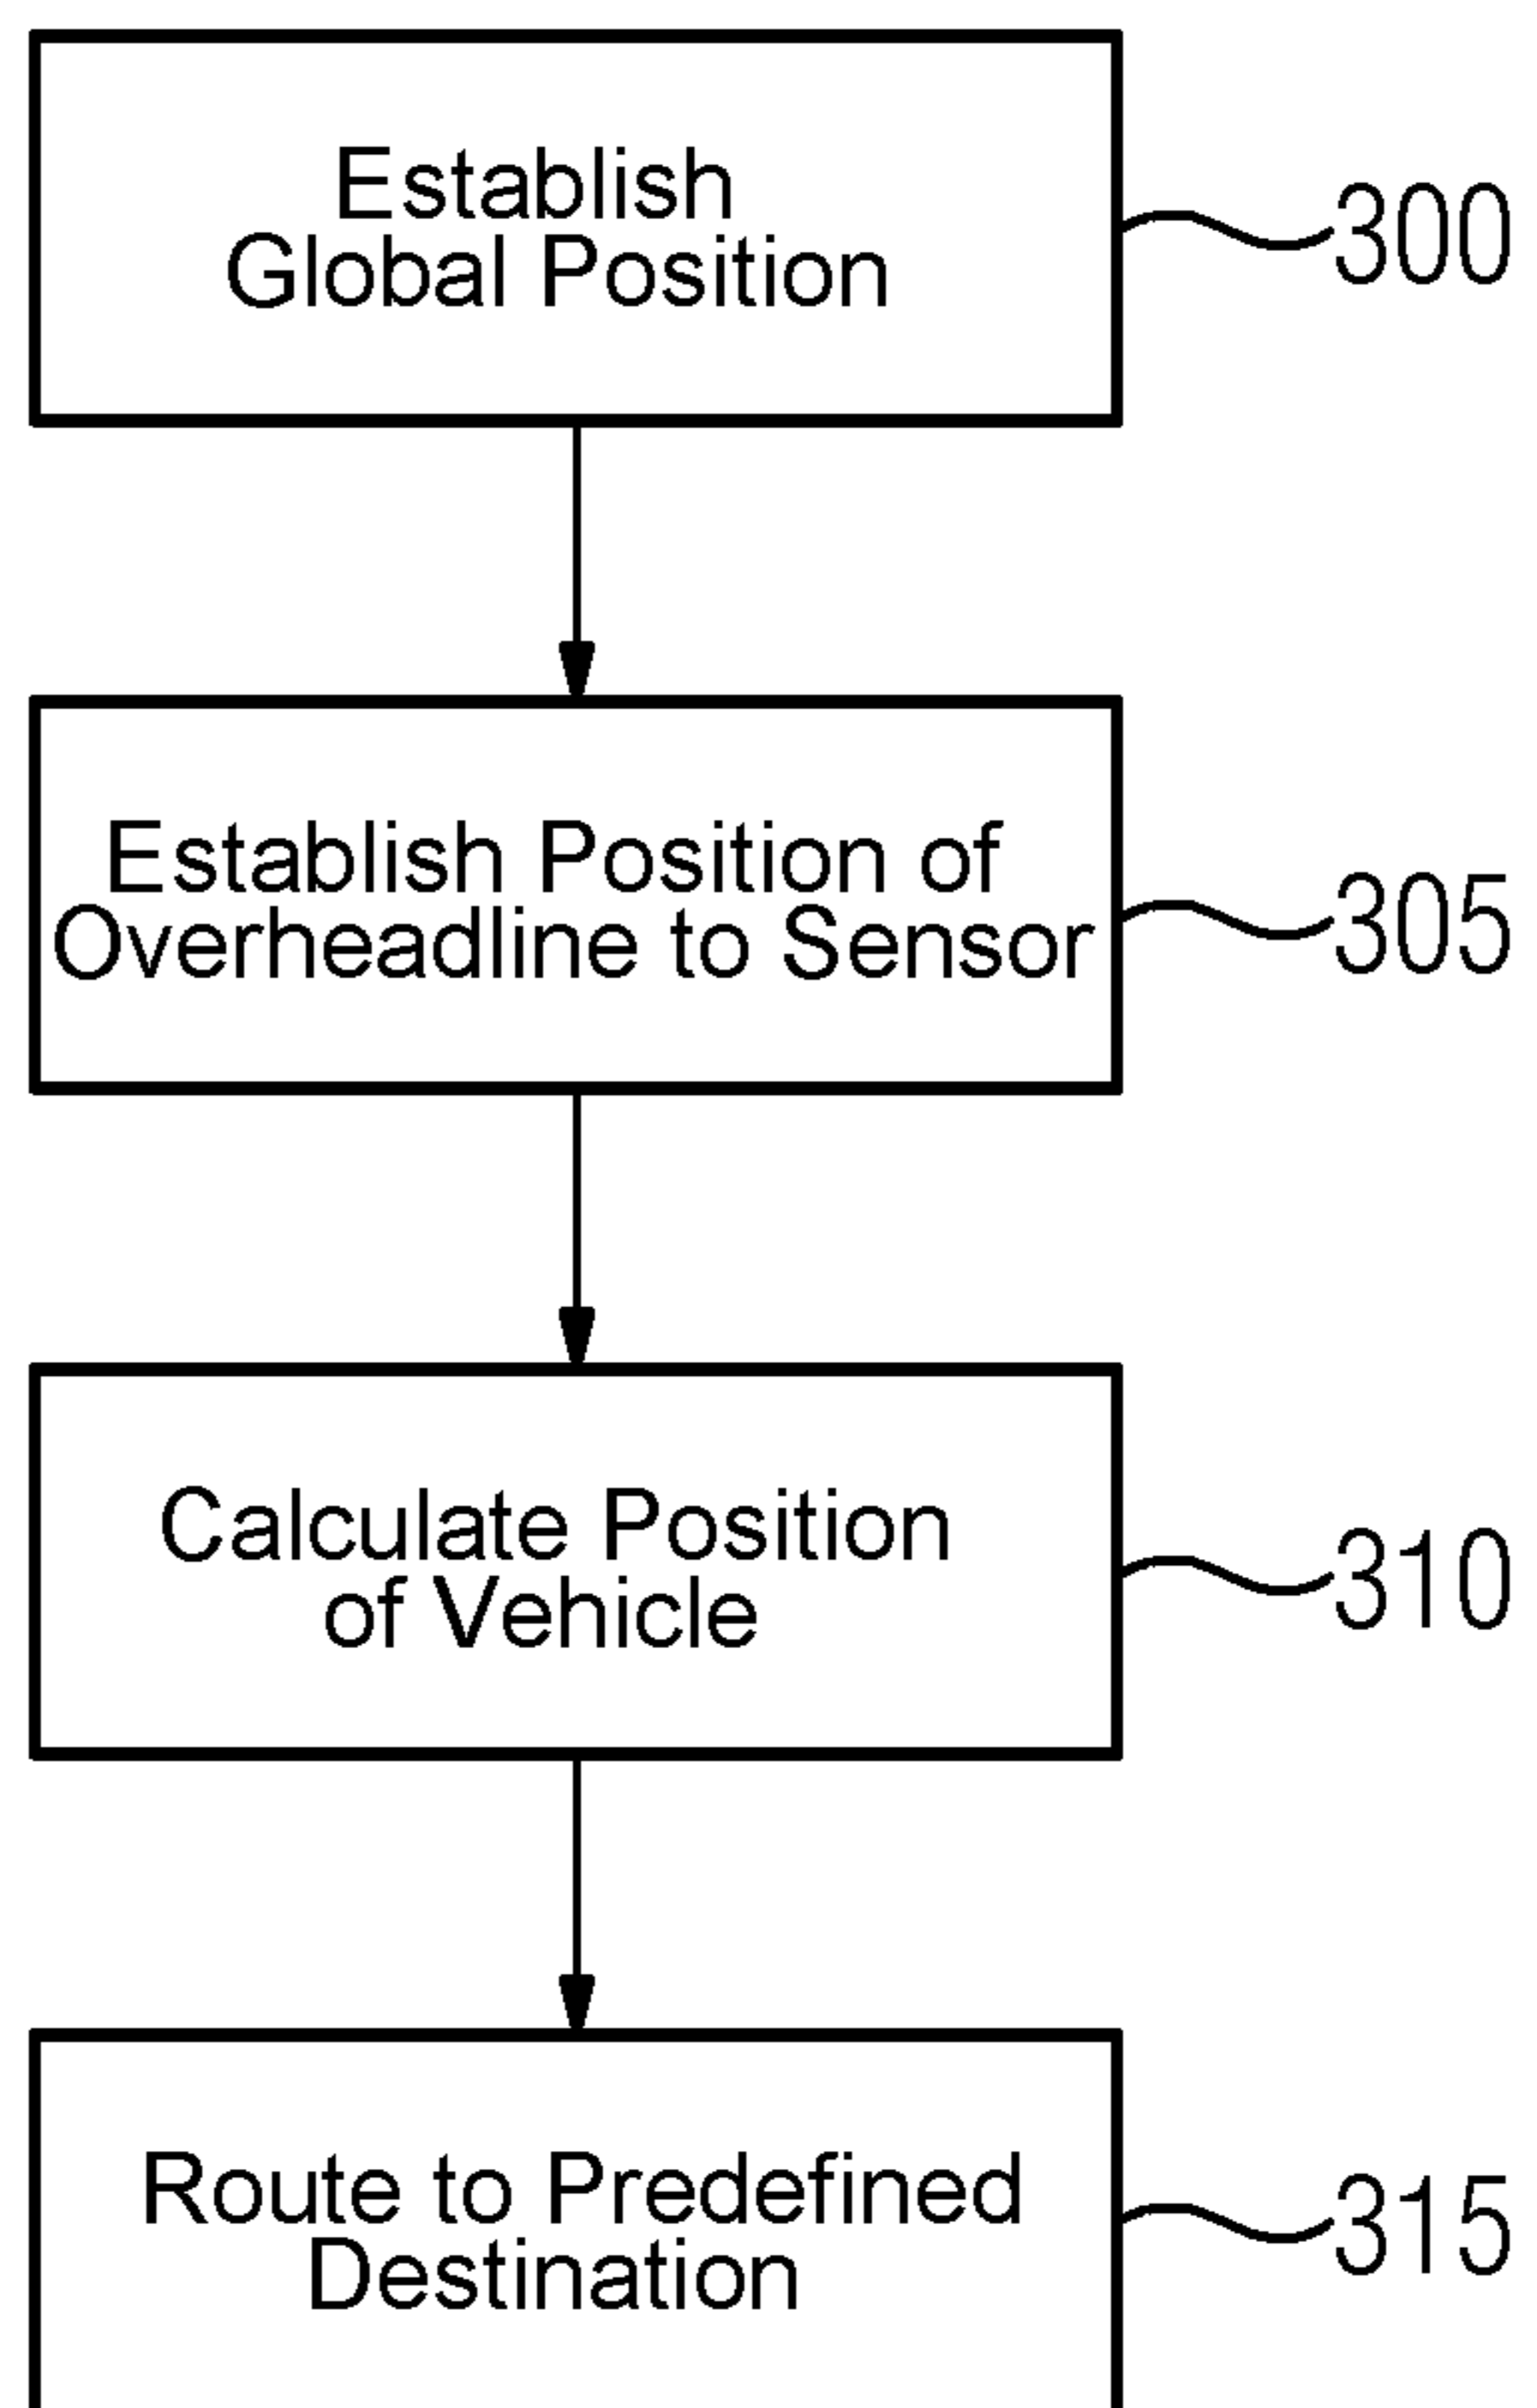 Establish
Global Position
300
Establish Position of
Overheadline to Sensor
305
Calculate Position
of Vehicle
310
Route to Predefined
Destination
315